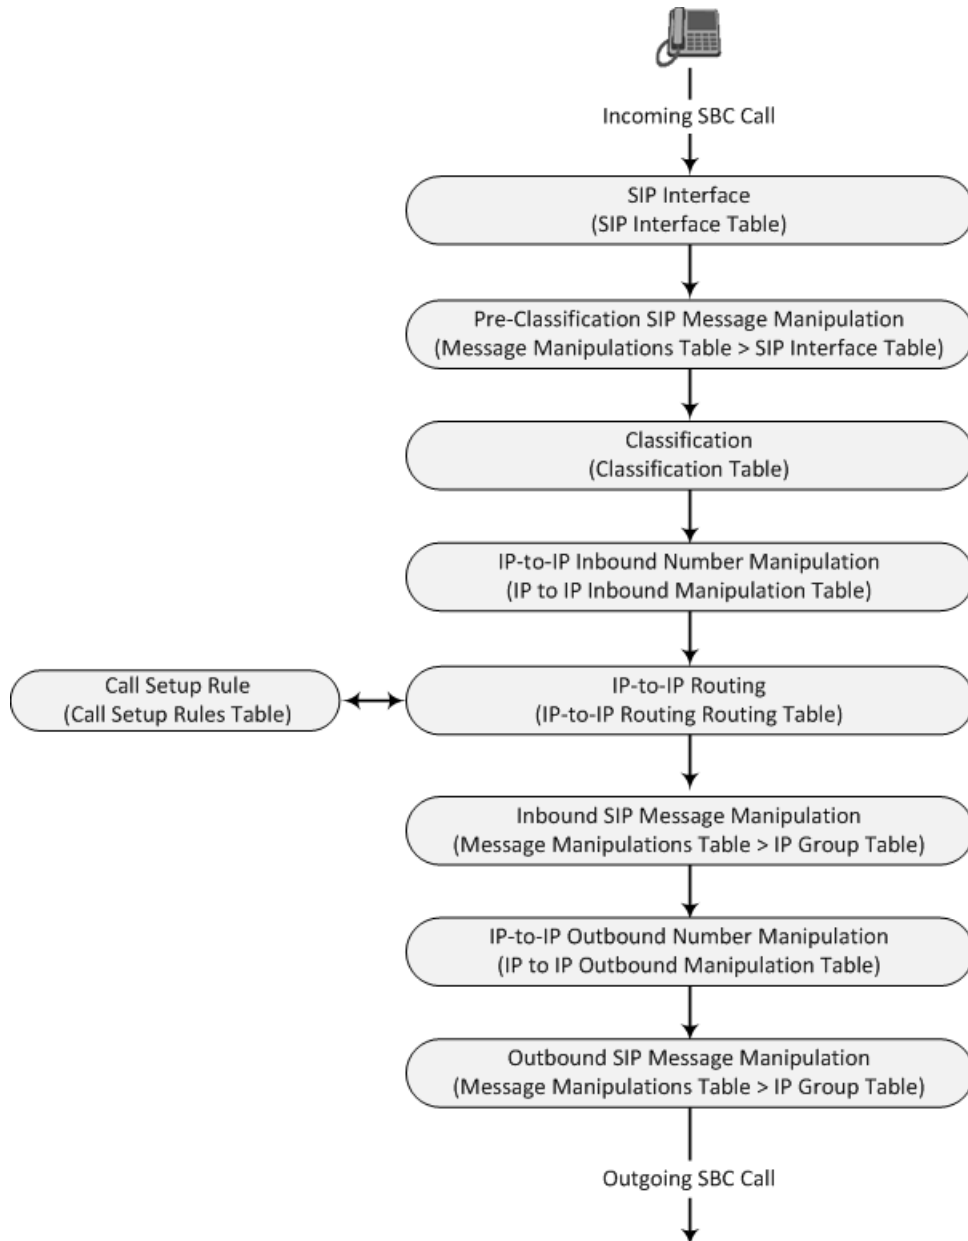 Incoming SBC Call
SIP Interface
(SIP Interface Table)
Pre-Classification SIP Message Manipulation
(Message Manipulations Table > SIP Interface Table)
Classification
(Classification Table)
IP-to-IP Inbound Number Manipulation
(IP to IP Inbound Manipulation Table)
Call Setup Rule
(Call Setup Rules Table)
IP-to-IP Routing
(IP-to-IP Routing Routing Table)
Inbound SIP Message Manipulation
(Message Manipulations Table > IP Group Table)
IP-to-IP Outbound Number Manipulation
(IP to IP Outbound Manipulation Table)
Outbound SIP Message Manipulation
(Message Manipulations Table > IP Group Table)
Outgoing SBC Call